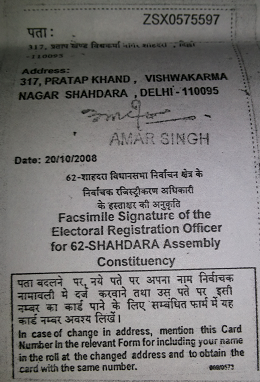 ZSX0575597
पता :
317, प्रताप खण्ड विश्वकर्मा नगर शाहदरा, दिल्ली
-110095
Address:
317, PRATAP KHAND , VISHWAKARMA
NAGAR SHAHDARA , DELHI - 110095
AMAR SINGH
Date: 20/10/2008
62-शाहदरा विधानसभा निर्वाचन क्षेत्र के
निर्वाचक रजिस्ट्रीकरण अधिकारी
के हस्ताक्षर की अनुकृति
Facsimile Signature of the
Electoral Registration Officer
for 62-SHAHDARA Assembly
Constituency
पता बदलने पर, नये पते पर अपना नाम निर्वाचक
नामावली में दर्ज करवाने तथा उस पते पर इसी
नम्बर का कार्ड पाने के लिए सम्बंधित फार्म में यह
कार्ड नम्बर अवश्य लिखें।
In case of change in address, mention this Card
Number In the relevant Form for including your name
in the roll at the changed address and to obtain the
card with the same number.